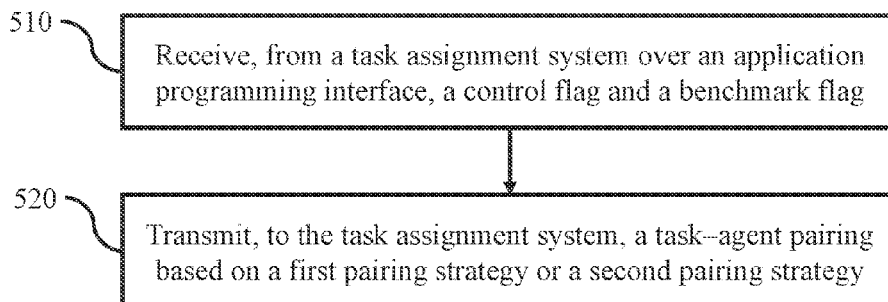 510
Receive, from a task assignment system over an application
programming interface, a control flag and a benchmark flag
520
Transmit, to the task assignment system, a task–agent pairing
based on a first pairing strategy or a second pairing strategy